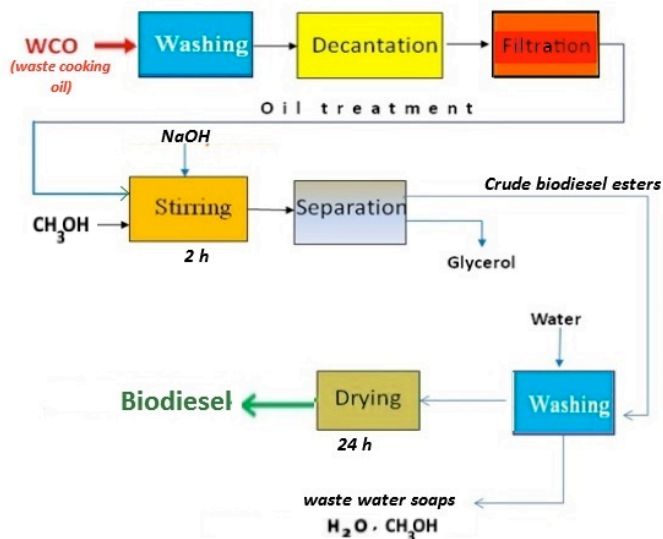 WCO
(waste cooking
oil)
Washing
Decantation
Filtration
Oil treatment
NaOH
CH3OH
Stirring
2 h
Separation
Crude biodiesel esters
Glycerol
Water
Biodiesel
Drying
24 h
Washing
waste water soaps
H2O, CH3OH